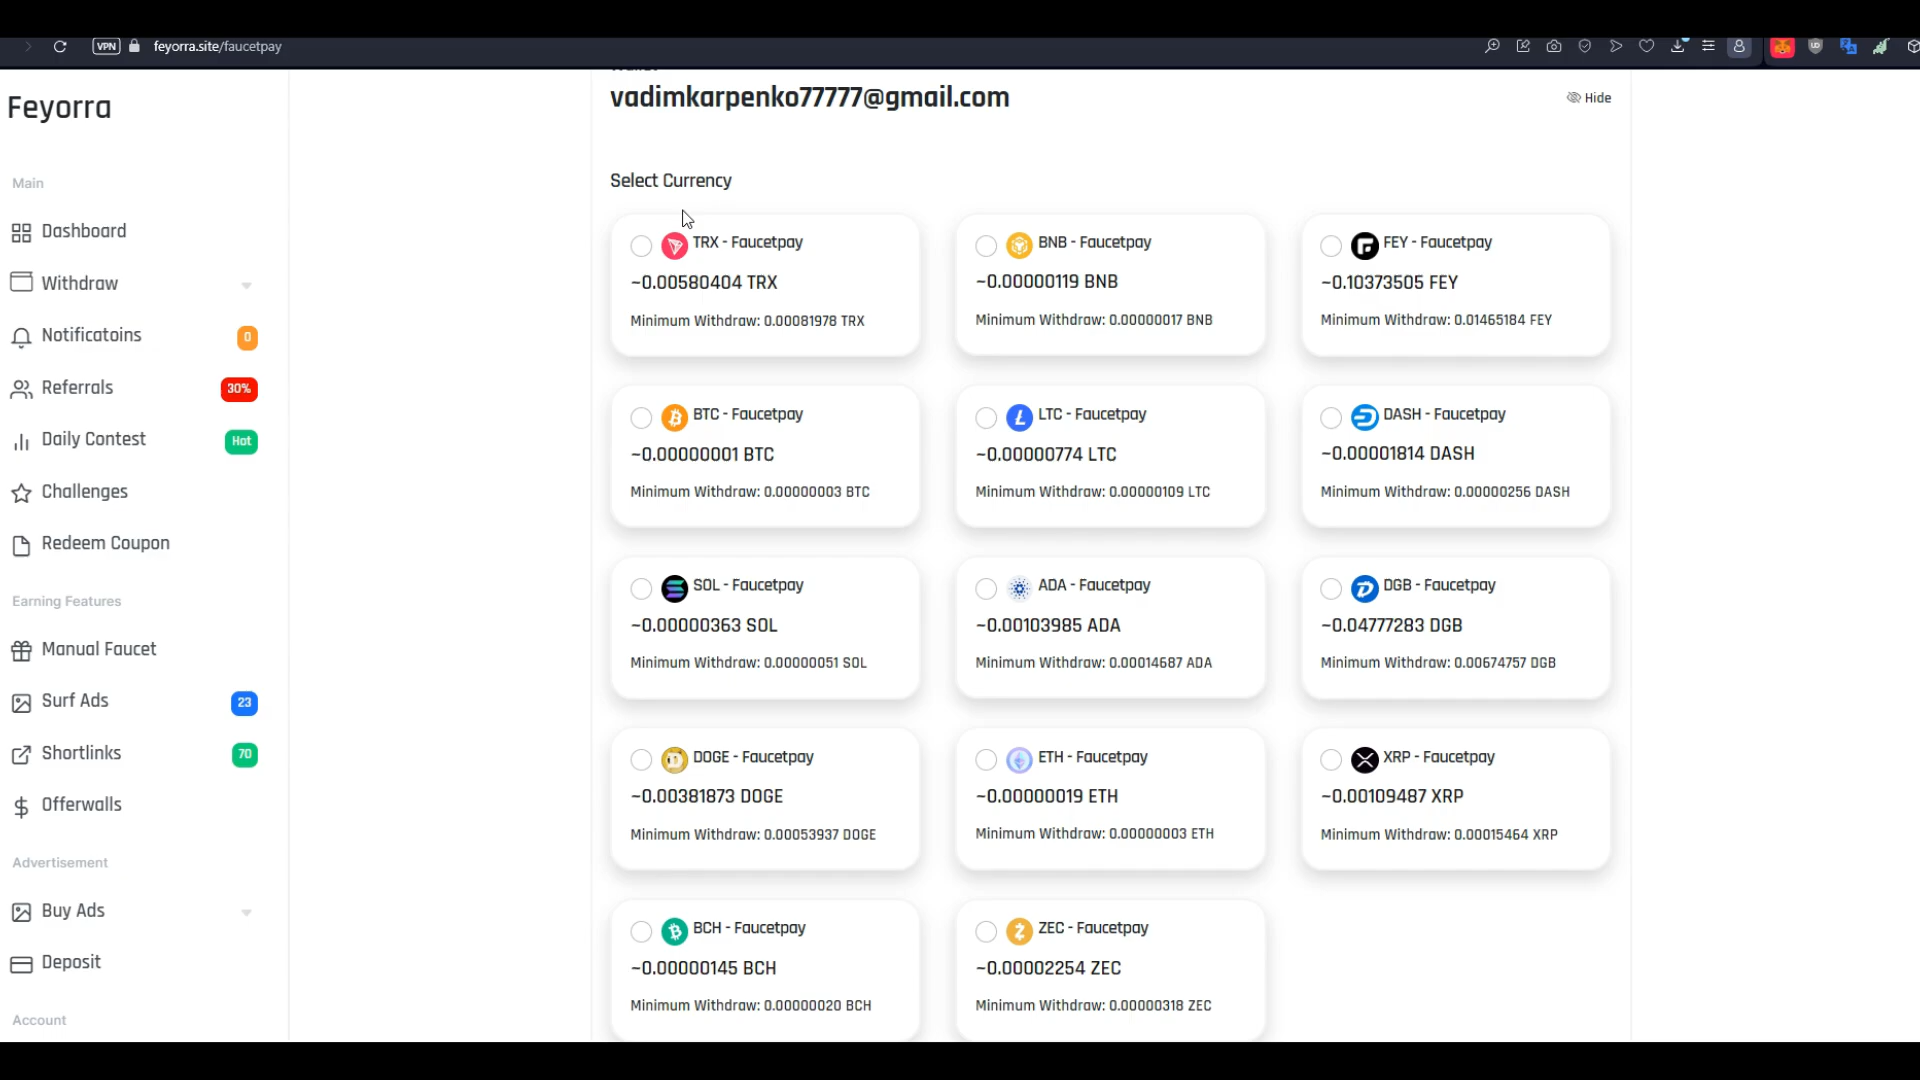 VPN feyorra.site/faucetpay
Feyorra
Main
Dashboard
Withdraw
Notificatoins 0
Referrals 30%
Daily Contest Hot
Challenges
Redeem Coupon
Earning Features
Manual Faucet
Surf Ads 23
Shortlinks 70
Offerwalls
Advertisement
Buy Ads
Deposit
Account
vadimkarpenko77777@gmail.com
Hide
Select Currency
TRX - Faucetpay
~0.00580404 TRX
Minimum Withdraw: 0.00081978 TRX
BNB - Faucetpay
~0.00000119 BNB
Minimum Withdraw: 0.00000017 BNB
FEY - Faucetpay
~0.10373505 FEY
Minimum Withdraw: 0.01465184 FEY
BTC - Faucetpay
~0.00000001 BTC
Minimum Withdraw: 0.00000003 BTC
LTC - Faucetpay
~0.00000774 LTC
Minimum Withdraw: 0.00000109 LTC
DASH - Faucetpay
~0.00001814 DASH
Minimum Withdraw: 0.00000256 DASH
SOL - Faucetpay
~0.00000363 SOL
Minimum Withdraw: 0.00000051 SOL
ADA - Faucetpay
~0.00103985 ADA
Minimum Withdraw: 0.00014687 ADA
DGB - Faucetpay
~0.04777283 DGB
Minimum Withdraw: 0.00674757 DGB
DOGE - Faucetpay
~0.00381873 DOGE
Minimum Withdraw: 0.00053937 DOGE
ETH - Faucetpay
~0.00000019 ETH
Minimum Withdraw: 0.00000003 ETH
XRP - Faucetpay
~0.00109487 XRP
Minimum Withdraw: 0.00015464 XRP
BCH - Faucetpay
~0.00000145 BCH
Minimum Withdraw: 0.00000020 BCH
ZEC - Faucetpay
~0.00002254 ZEC
Minimum Withdraw: 0.00000318 ZEC